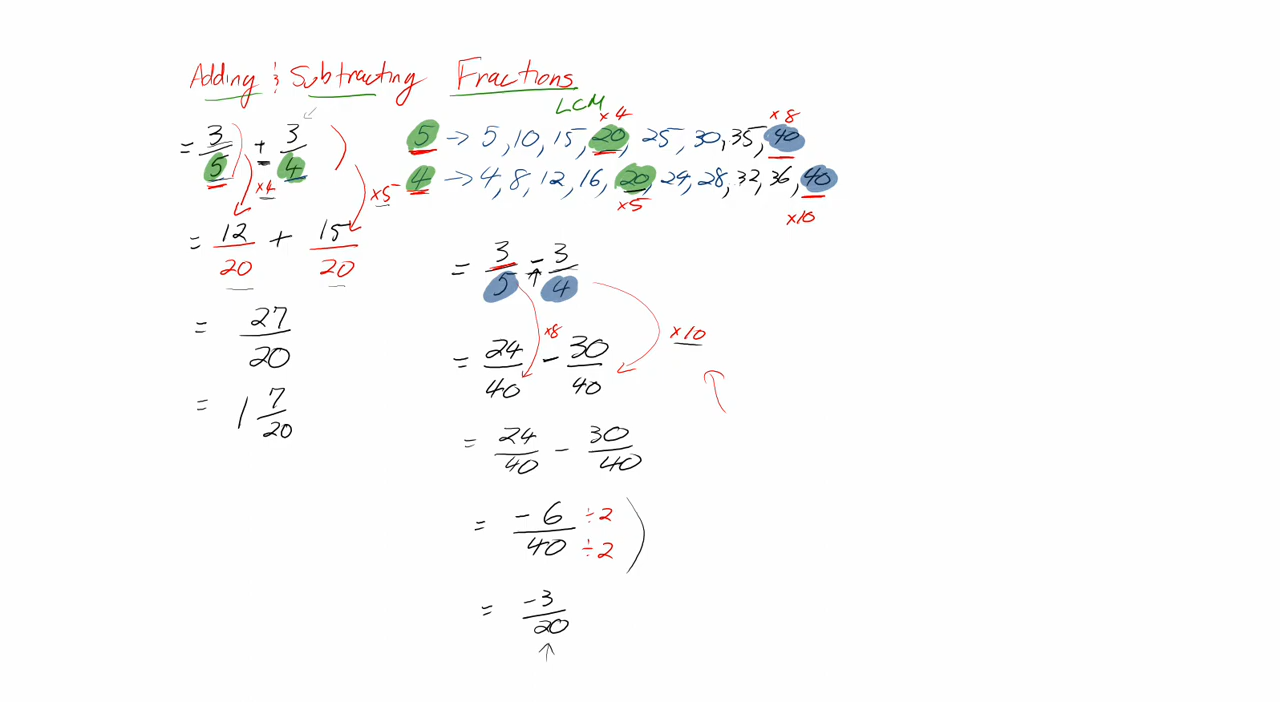 Adding & Subtracting Fractions
LCM
= 3/5 + 3/4
×4
×5
5 → 5, 10, 15, 20, 25, 30, 35, 40
×4
×8
4 → 4, 8, 12, 16, 20, 24, 28, 32, 36, 40
×5
×10
= 12/20 + 15/20
= 27/20
= 1 7/20
= 3/5 - 3/4
×8
×10
= 24/40 - 30/40
= 24/40 - 30/40
= -6/40 ÷2 ÷2
= -3/20